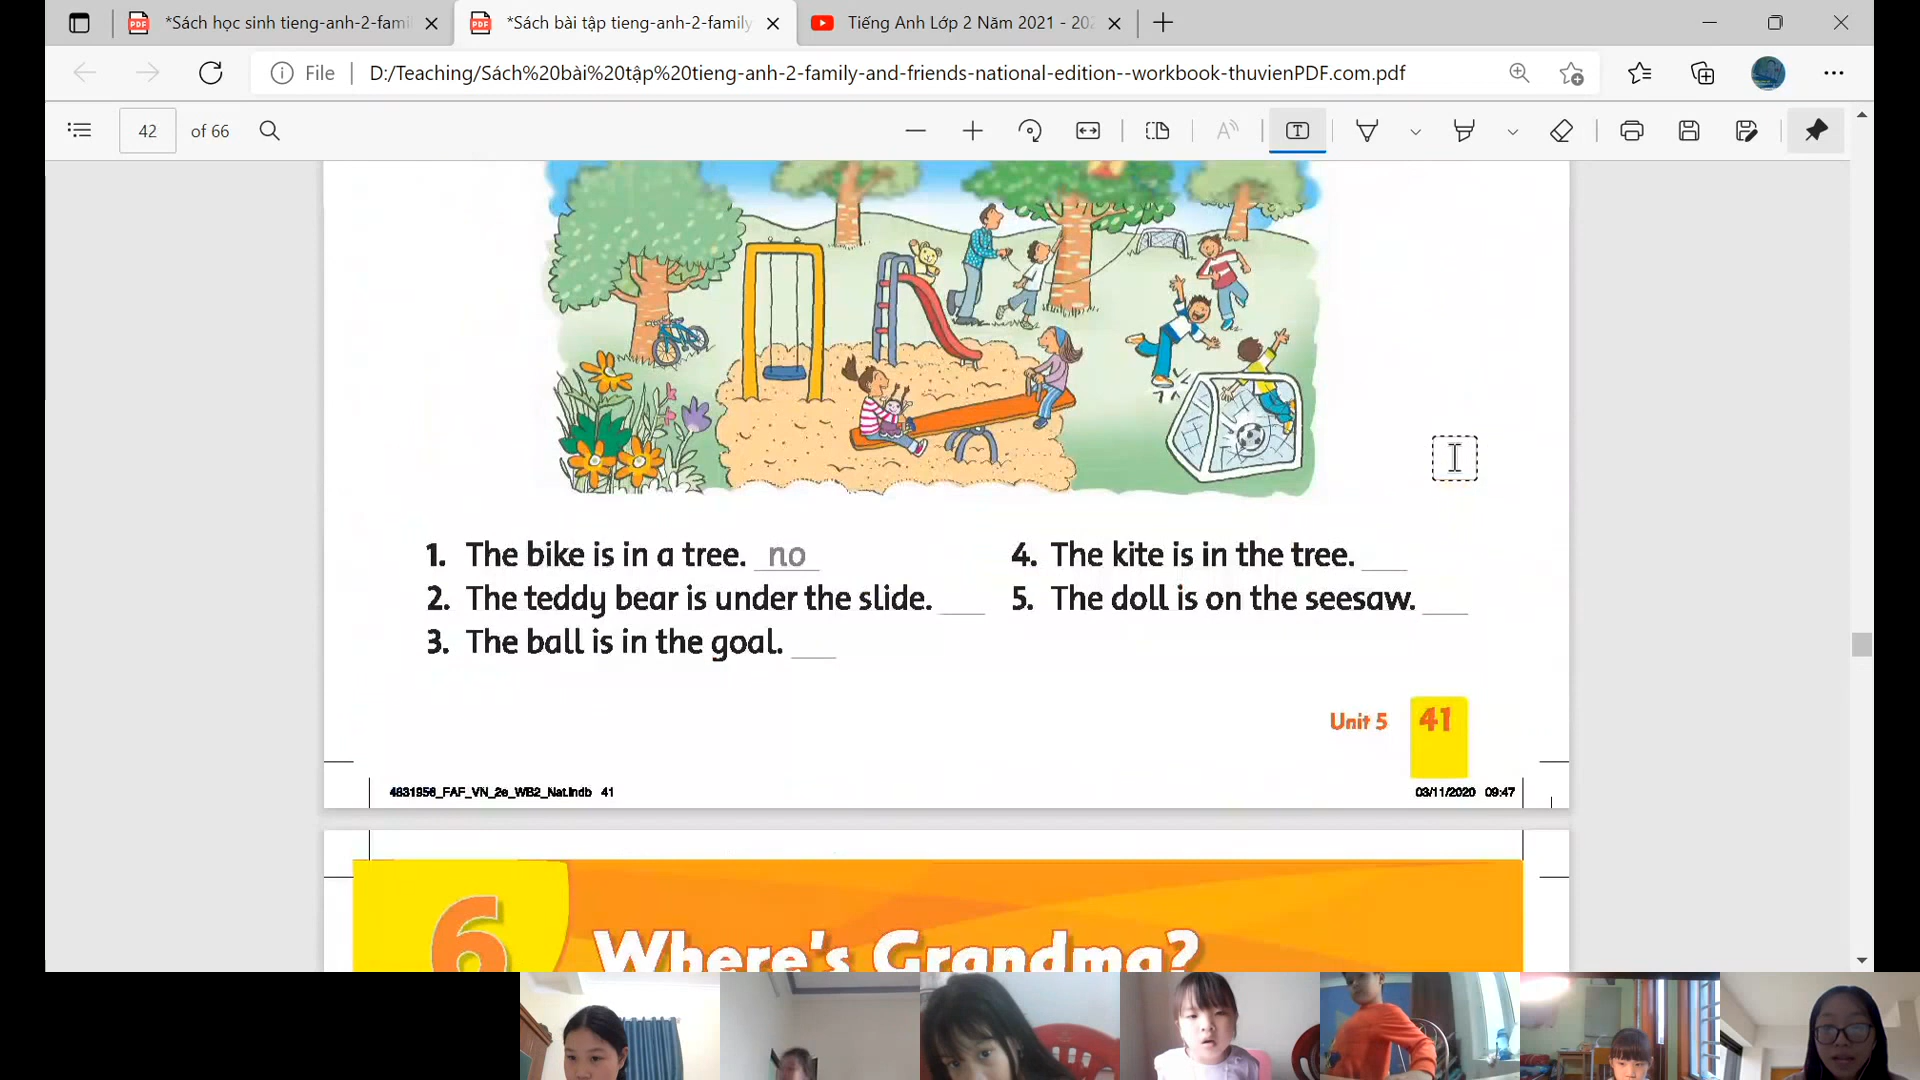 *Sách học sinh tieng-anh-2-famil
*Sách bài tập tieng-anh-2-family
Tiếng Anh Lớp 2 Năm 2021 - 202
File
D:/Teaching/Sách%20bài%20tập%20tieng-anh-2-family-and-friends-national-edition--workbook-thuvienPDF.com.pdf
42 of 66
1. The bike is in a tree. no
2. The teddy bear is under the slide.
3. The ball is in the goal.
4. The kite is in the tree.
5. The doll is on the seesaw.
Unit 5 41
4831956_FAF_VN_2e_WB2_Nat.indb 41
03/11/2020 09:47
6
Where's Grandma?